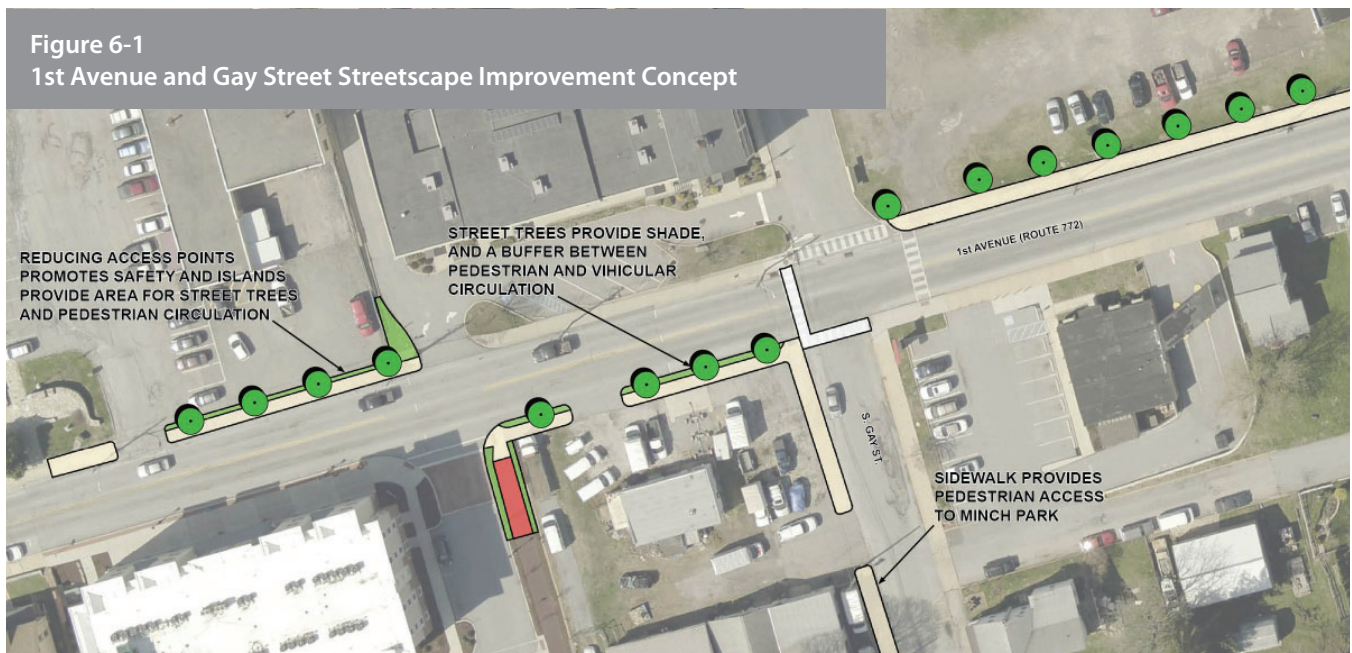 Figure 6-1
1st Avenue and Gay Street Streetscape Improvement Concept
REDUCING ACCESS POINTS
PROMOTES SAFETY AND ISLANDS
PROVIDE AREA FOR STREET TREES
AND PEDESTRIAN CIRCULATION
STREET TREES PROVIDE SHADE,
AND A BUFFER BETWEEN
PEDESTRIAN AND VIHICULAR
CIRCULATION
1st AVENUE (ROUTE 772)
S. GAY ST.
SIDEWALK PROVIDES
PEDESTRIAN ACCESS
TO MINCH PARK